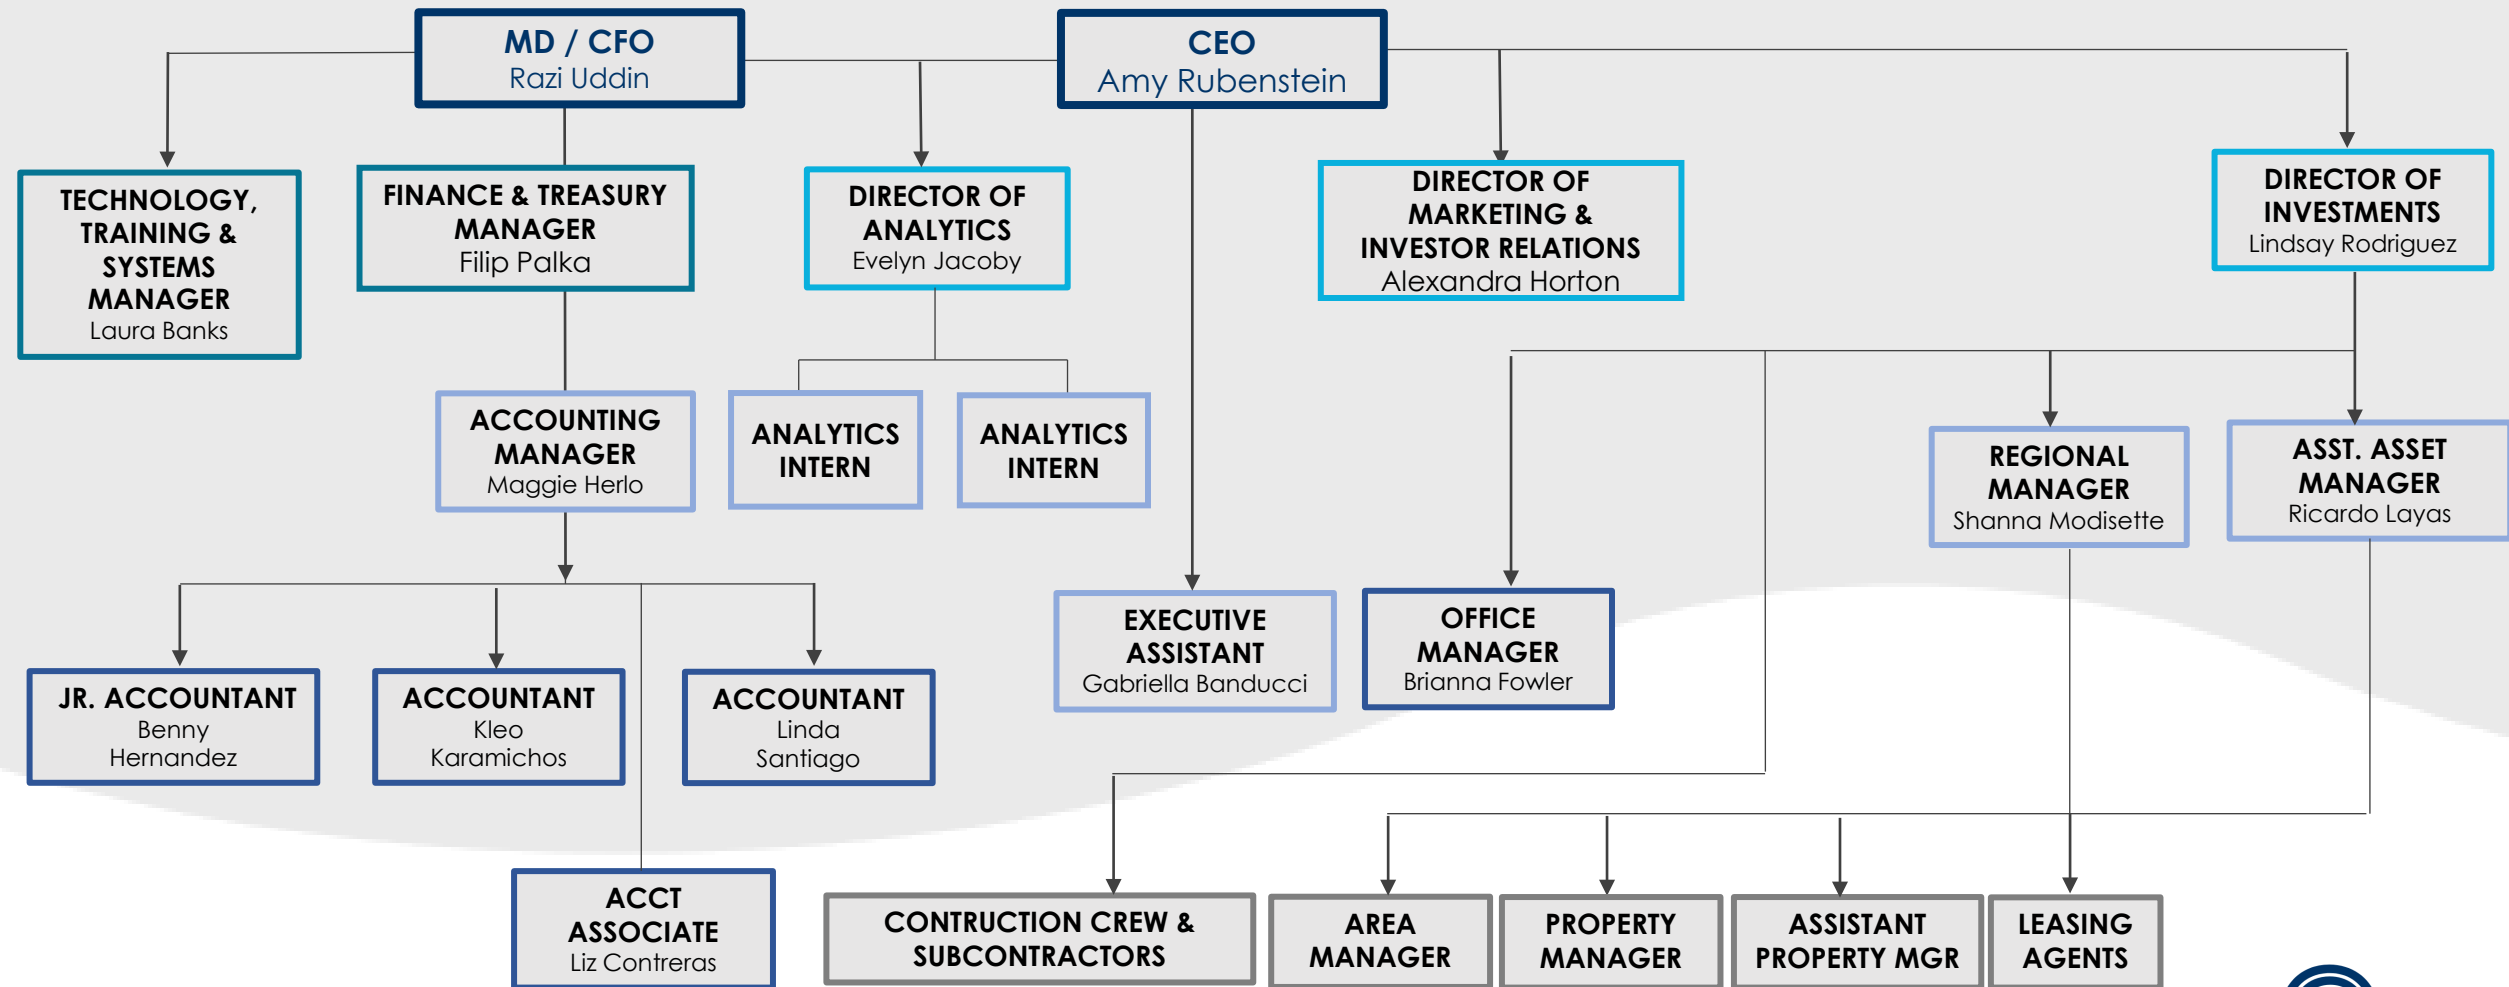 MD / CFO
Razi Uddin
CEO
Amy Rubenstein
TECHNOLOGY,
TRAINING &
SYSTEMS
MANAGER
Laura Banks
FINANCE & TREASURY
MANAGER
Filip Palka
DIRECTOR OF
ANALYTICS
Evelyn Jacoby
DIRECTOR OF
MARKETING &
INVESTOR RELATIONS
Alexandra Horton
DIRECTOR OF
INVESTMENTS
Lindsay Rodriguez
ACCOUNTING
MANAGER
Maggie Herlo
ANALYTICS
INTERN
ANALYTICS
INTERN
REGIONAL
MANAGER
Shanna Modisette
ASST. ASSET
MANAGER
Ricardo Layas
EXECUTIVE
ASSISTANT
Gabriella Banducci
OFFICE
MANAGER
Brianna Fowler
JR. ACCOUNTANT
Benny
Hernandez
ACCOUNTANT
Kleo
Karamichos
ACCOUNTANT
Linda
Santiago
ACCT
ASSOCIATE
Liz Contreras
CONTRUCTION CREW &
SUBCONTRACTORS
AREA
MANAGER
PROPERTY
MANAGER
ASSISTANT
PROPERTY MGR
LEASING
AGENTS